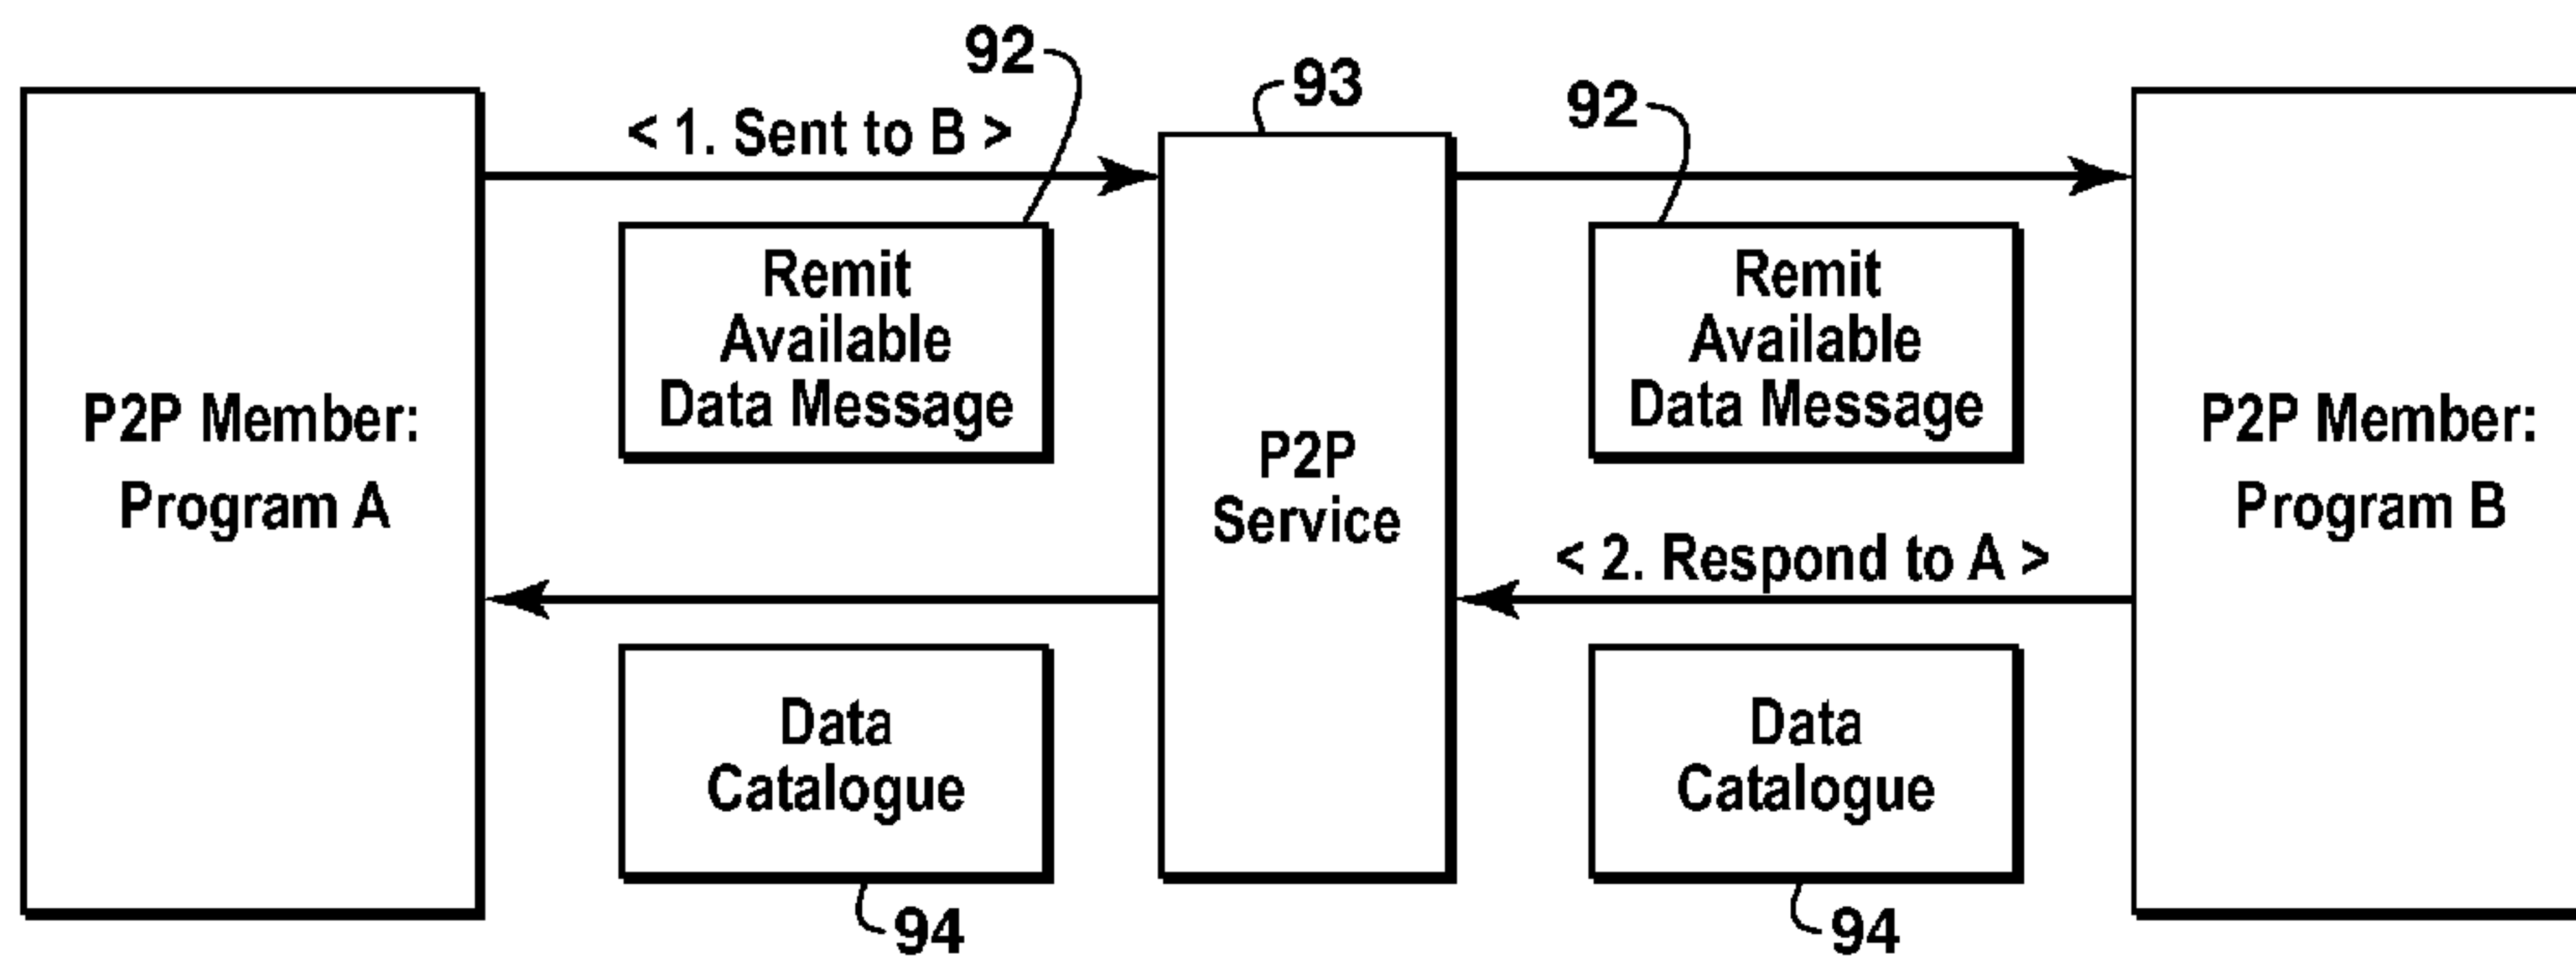 92
93
92
< 1. Sent to B >
Remit
Available
Data Message
Remit
Available
Data Message
P2P Member:
Program A
P2P
Service
P2P Member:
Program B
< 2. Respond to A >
Data
Catalogue
Data
Catalogue
94
94